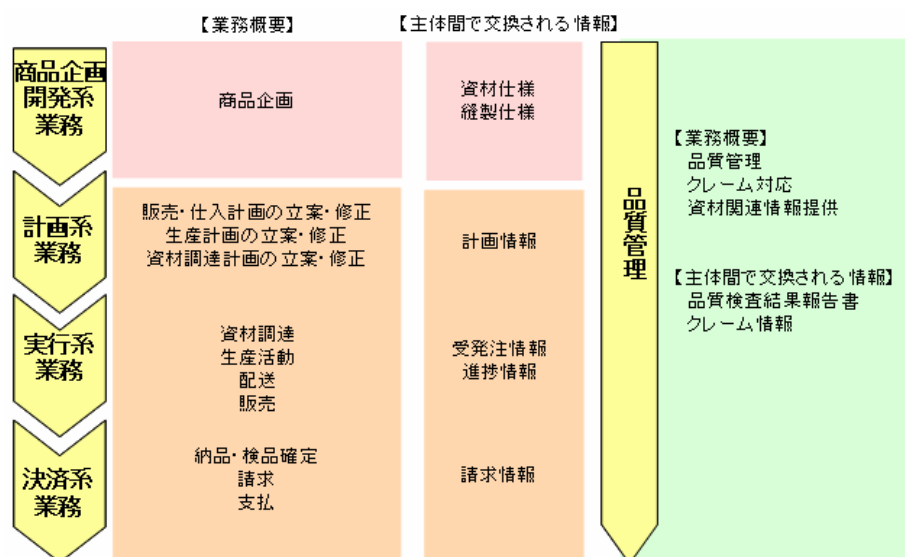 【業務概要】
【主体間で交換される情報】
商品企画
開発系
業務
商品企画
資材仕様
縫製仕様
計画系
業務
販売・仕入計画の立案・修正
生産計画の立案・修正
資材調達計画の立案・修正
計画情報
実行系
業務
資材調達
生産活動
配送
販売
受発注情報
進捗情報
決済系
業務
納品・検品確定
請求
支払
請求情報
品質管理
【業務概要】
品質管理
クレーム対応
資材関連情報提供
【主体間で交換される情報】
品質検査結果報告書
クレーム情報